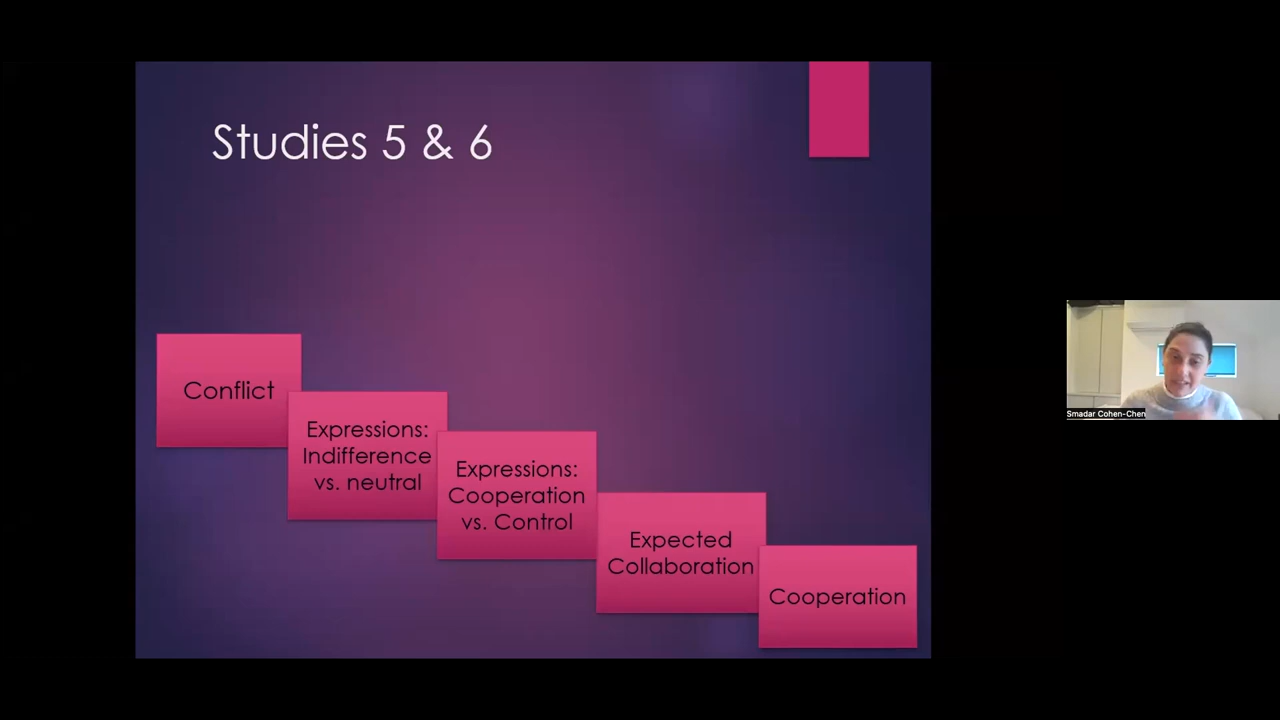 Studies 5 & 6
Conflict
Expressions:
Indifference
vs. neutral
Expressions:
Cooperation
vs. Control
Expected
Collaboration
Cooperation
Smadar Cohen-Chen